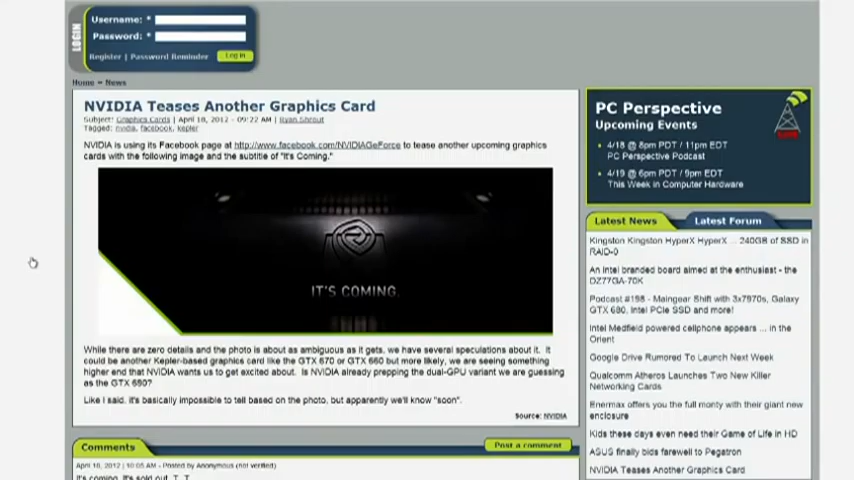 LOGIN
Username: *
Password: *
Register | Password Reminder
Log in
Home » News
NVIDIA Teases Another Graphics Card
Subject: Graphics Cards | April 18, 2012 - 09:22 AM | Ryan Shrout
Tagged: nvidia, facebook, kepler
NVIDIA is using its Facebook page at http://www.facebook.com/NVIDIAGeForce to tease another upcoming graphics
cards with the following image and the subtitle of "It's Coming."
IT'S COMING.
While there are zero details and the photo is about as ambiguous as it gets, we have several speculations about it. It
could be another Kepler-based graphics card like the GTX 670 or GTX 660 but more likely, we are seeing something
higher end that NVIDIA wants us to get excited about. Is NVIDIA already prepping the dual-GPU variant we are guessing
as the GTX 690?
Like I said, it's basically impossible to tell based on the photo, but apparently we'll know "soon".
Source: NVIDIA
Comments
Post a comment
April 18, 2012 | 10:05 AM - Posted by Anonymous (not verified)
It's coming, it's sold out. T_T
PC Perspective
Upcoming Events
4/18 @ 8pm PDT / 11pm EDT
PC Perspective Podcast
4/19 @ 6pm PDT / 9pm EDT
This Week in Computer Hardware
Latest News
Latest Forum
Kingston Kingston HyperX HyperX ... 240GB of SSD in
RAID-0
An Intel branded board aimed at the enthusiast - the
DZ77GA-70K
Podcast #198 - Maingear Shift with 3x7970s, Galaxy
GTX 680, Intel PCIe SSD and more!
Intel Medfield powered cellphone appears ... in the
Orient
Google Drive Rumored To Launch Next Week
Qualcomm Atheros Launches Two New Killer
Networking Cards
Enermax offers you the full monty with their giant new
enclosure
Kids these days even need their Game of Life in HD
ASUS finally bids farewell to Pegatron
NVIDIA Teases Another Graphics Card